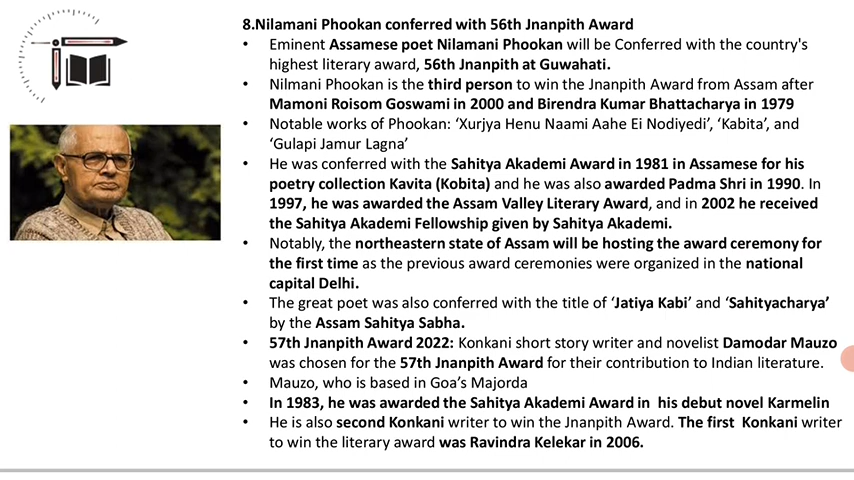 8.Nilamani Phookan conferred with 56th Jnanpith Award
• Eminent Assamese poet Nilamani Phookan will be Conferred with the country's
highest literary award, 56th Jnanpith at Guwahati.
• Nilmani Phookan is the third person to win the Jnanpith Award from Assam after
Mamoni Roisom Goswami in 2000 and Birendra Kumar Bhattacharya in 1979
• Notable works of Phookan: ‘Xurjya Henu Naami Aahe Ei Nodiyedi’, ‘Kabita’, and
‘Gulapi Jamur Lagna’
• He was conferred with the Sahitya Akademi Award in 1981 in Assamese for his
poetry collection Kavita (Kobita) and he was also awarded Padma Shri in 1990. In
1997, he was awarded the Assam Valley Literary Award, and in 2002 he received
the Sahitya Akademi Fellowship given by Sahitya Akademi.
• Notably, the northeastern state of Assam will be hosting the award ceremony for
the first time as the previous award ceremonies were organized in the national
capital Delhi.
• The great poet was also conferred with the title of ‘Jatiya Kabi’ and ‘Sahityacharya’
by the Assam Sahitya Sabha.
• 57th Jnanpith Award 2022: Konkani short story writer and novelist Damodar Mauzo
was chosen for the 57th Jnanpith Award for their contribution to Indian literature.
• Mauzo, who is based in Goa’s Majorda
• In 1983, he was awarded the Sahitya Akademi Award in his debut novel Karmelin
• He is also second Konkani writer to win the Jnanpith Award. The first Konkani writer
to win the literary award was Ravindra Kelekar in 2006.